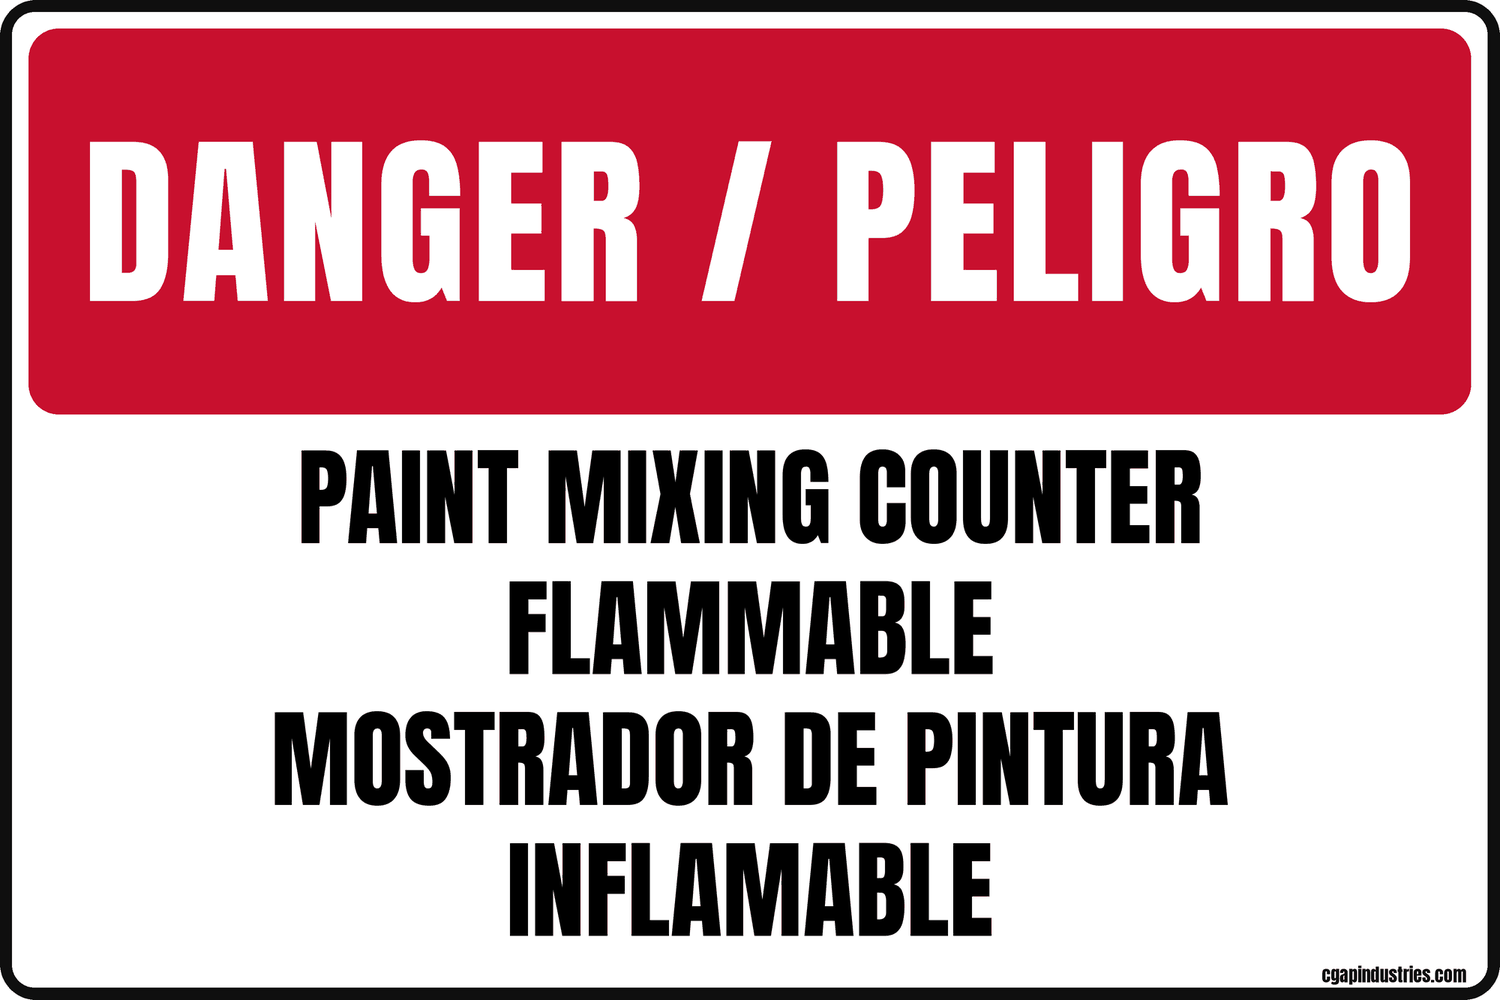 DANGER / PELIGRO
PAINT MIXING COUNTER
FLAMMABLE
MOSTRADOR DE PINTURA
INFLAMABLE
cgapindustries.com